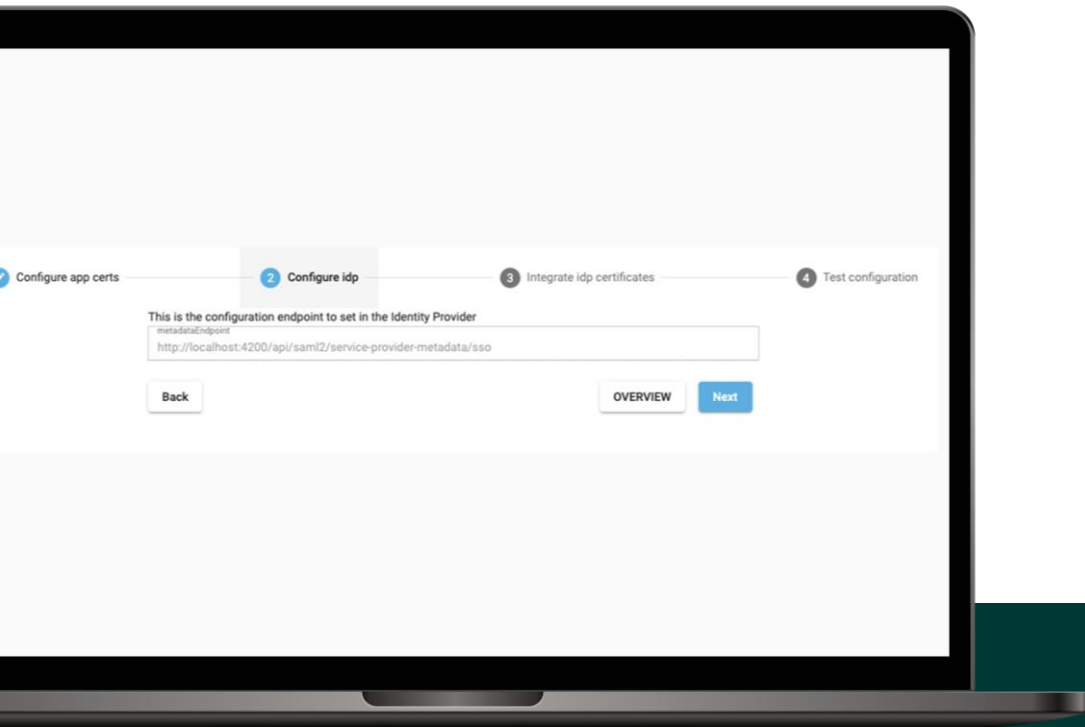 Configure app certs
2 Configure idp
3 Integrate idp certificates
4 Test configuration
This is the configuration endpoint to set in the Identity Provider
metadataEndpoint
http://localhost:4200/api/saml2/service-provider-metadata/sso
Back
OVERVIEW
Next